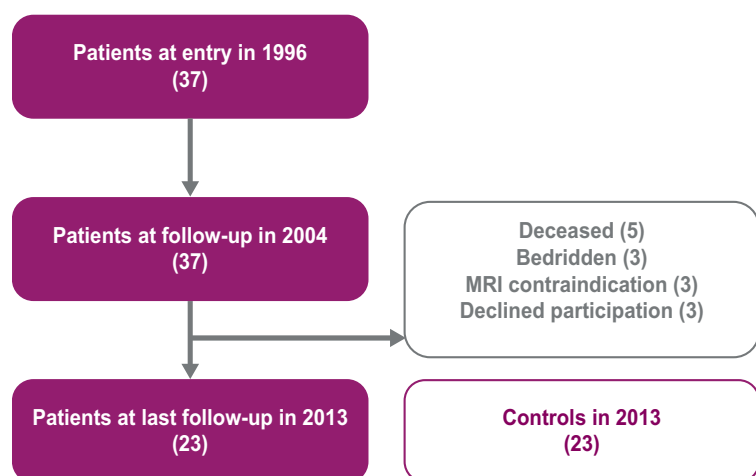 Patients at entry in 1996
(37)
Patients at follow-up in 2004
(37)
Deceased (5)
Bedridden (3)
MRI contraindication (3)
Declined participation (3)
Patients at last follow-up in 2013
(23)
Controls in 2013
(23)